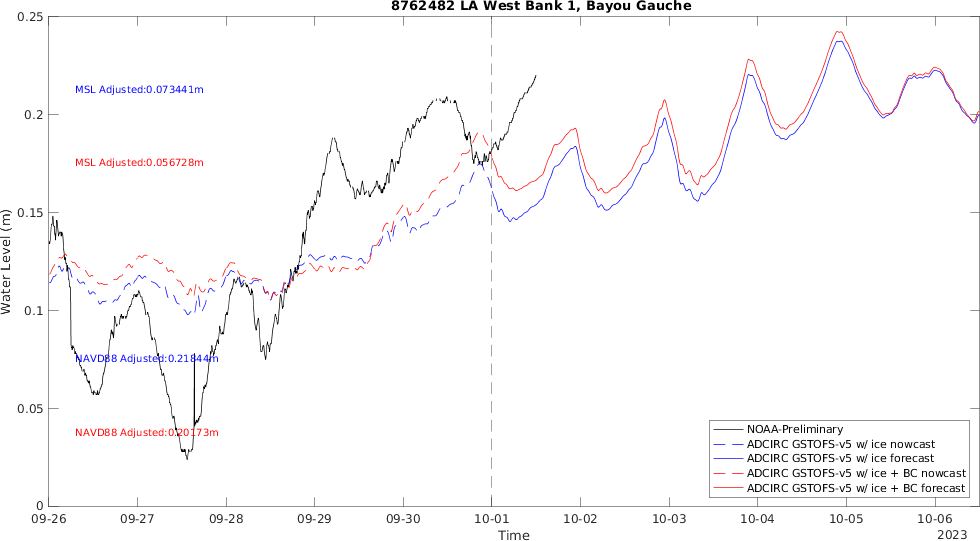 8762482 LA West Bank 1, Bayou Gauche
0.25
0.2
0.15
0.1
0.05
0
Water Level (m)
MSL Adjusted:0.073441m
MSL Adjusted:0.056728m
NAVD88 Adjusted:0.21844m
NAVD88 Adjusted:0.20173m
NOAA-Preliminary
ADCIRC GSTOFS-v5 w/ ice nowcast
ADCIRC GSTOFS-v5 w/ ice forecast
ADCIRC GSTOFS-v5 w/ ice + BC nowcast
ADCIRC GSTOFS-v5 w/ ice + BC forecast
09-26 09-27 09-28 09-29 09-30 10-01 10-02 10-03 10-04 10-05 10-06
Time
2023